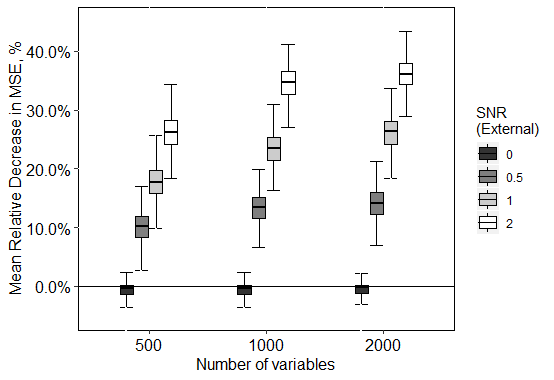 Mean Relative Decrease in MSE, %
40.0%
30.0%
20.0%
10.0%
0.0%
500 1000 2000
Number of variables
SNR
(External)
0
0.5
1
2